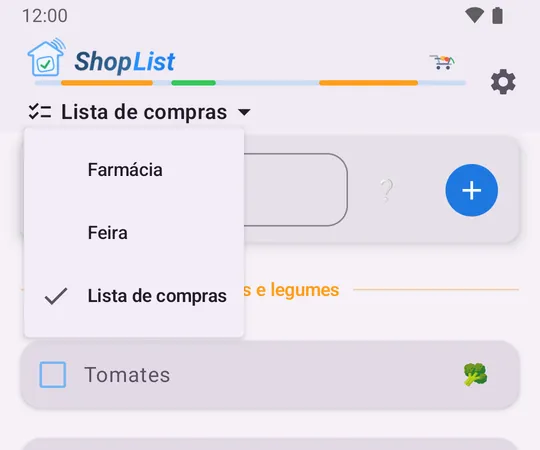 12:00
ShopList
Lista de compras
Farmácia
?
Feira
Lista de compras
s e legumes
Tomates